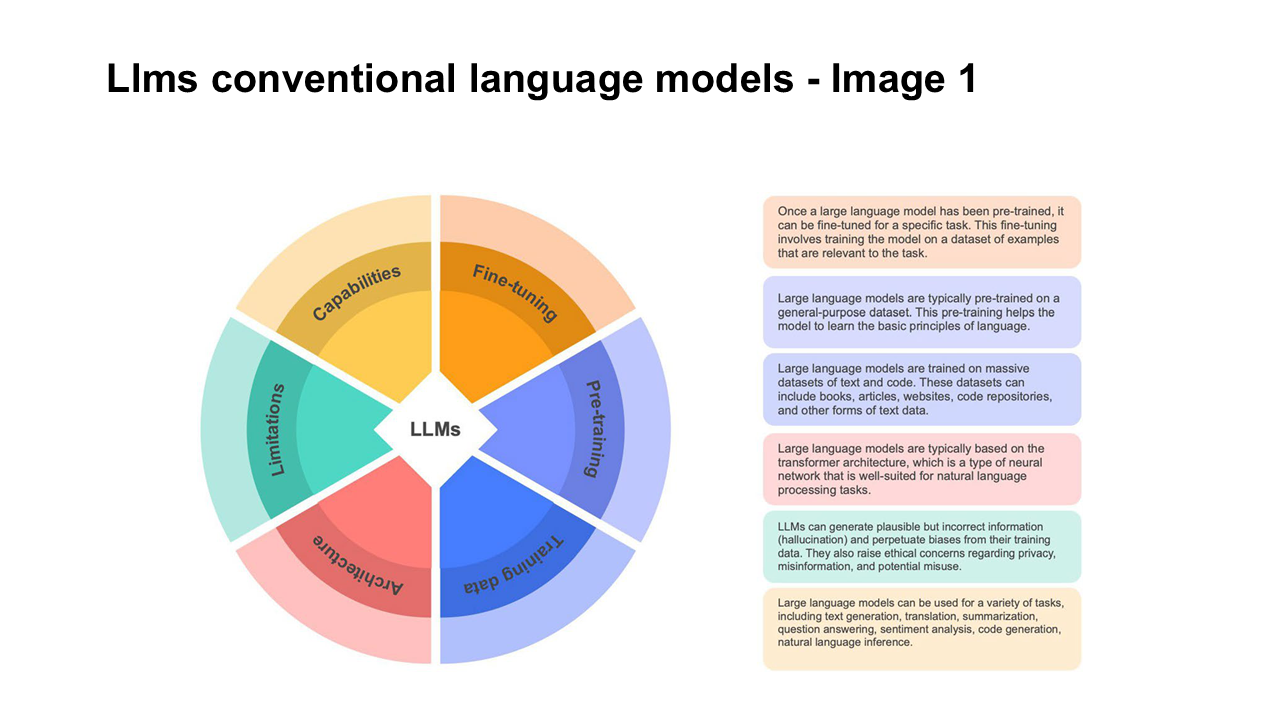 Llms conventional language models - Image 1
Capabilities
Fine-tuning
Limitations
LLMs
Pre-training
Architecture
Training data
Once a large language model has been pre-trained, it
can be fine-tuned for a specific task. This fine-tuning
involves training the model on a dataset of examples
that are relevant to the task.
Large language models are typically pre-trained on a
general-purpose dataset. This pre-training helps the
model to learn the basic principles of language.
Large language models are trained on massive
datasets of text and code. These datasets can
include books, articles, websites, code repositories,
and other forms of text data.
Large language models are typically based on the
transformer architecture, which is a type of neural
network that is well-suited for natural language
processing tasks.
LLMs can generate plausible but incorrect information
(hallucination) and perpetuate biases from their training
data. They also raise ethical concerns regarding privacy,
misinformation, and potential misuse.
Large language models can be used for a variety of tasks,
including text generation, translation, summarization,
question answering, sentiment analysis, code generation,
natural language inference.